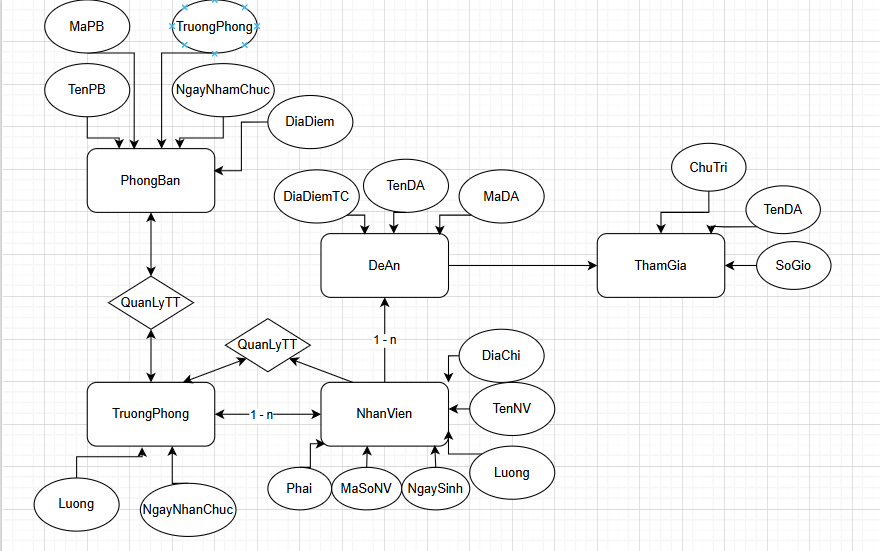 MaPB
TruongPhong
TenPB
NgayNhamChuc
DiaDiem
PhongBan
ChuTri
DiaDiemTC
TenDA
MaDA
TenDA
DeAn
ThamGia
SoGio
QuanLyTT
QuanLyTT
1 - n
DiaChi
TruongPhong
1 - n
NhanVien
TenNV
Luong
Phai
MaSoNV
NgaySinh
Luong
NgayNhanChuc